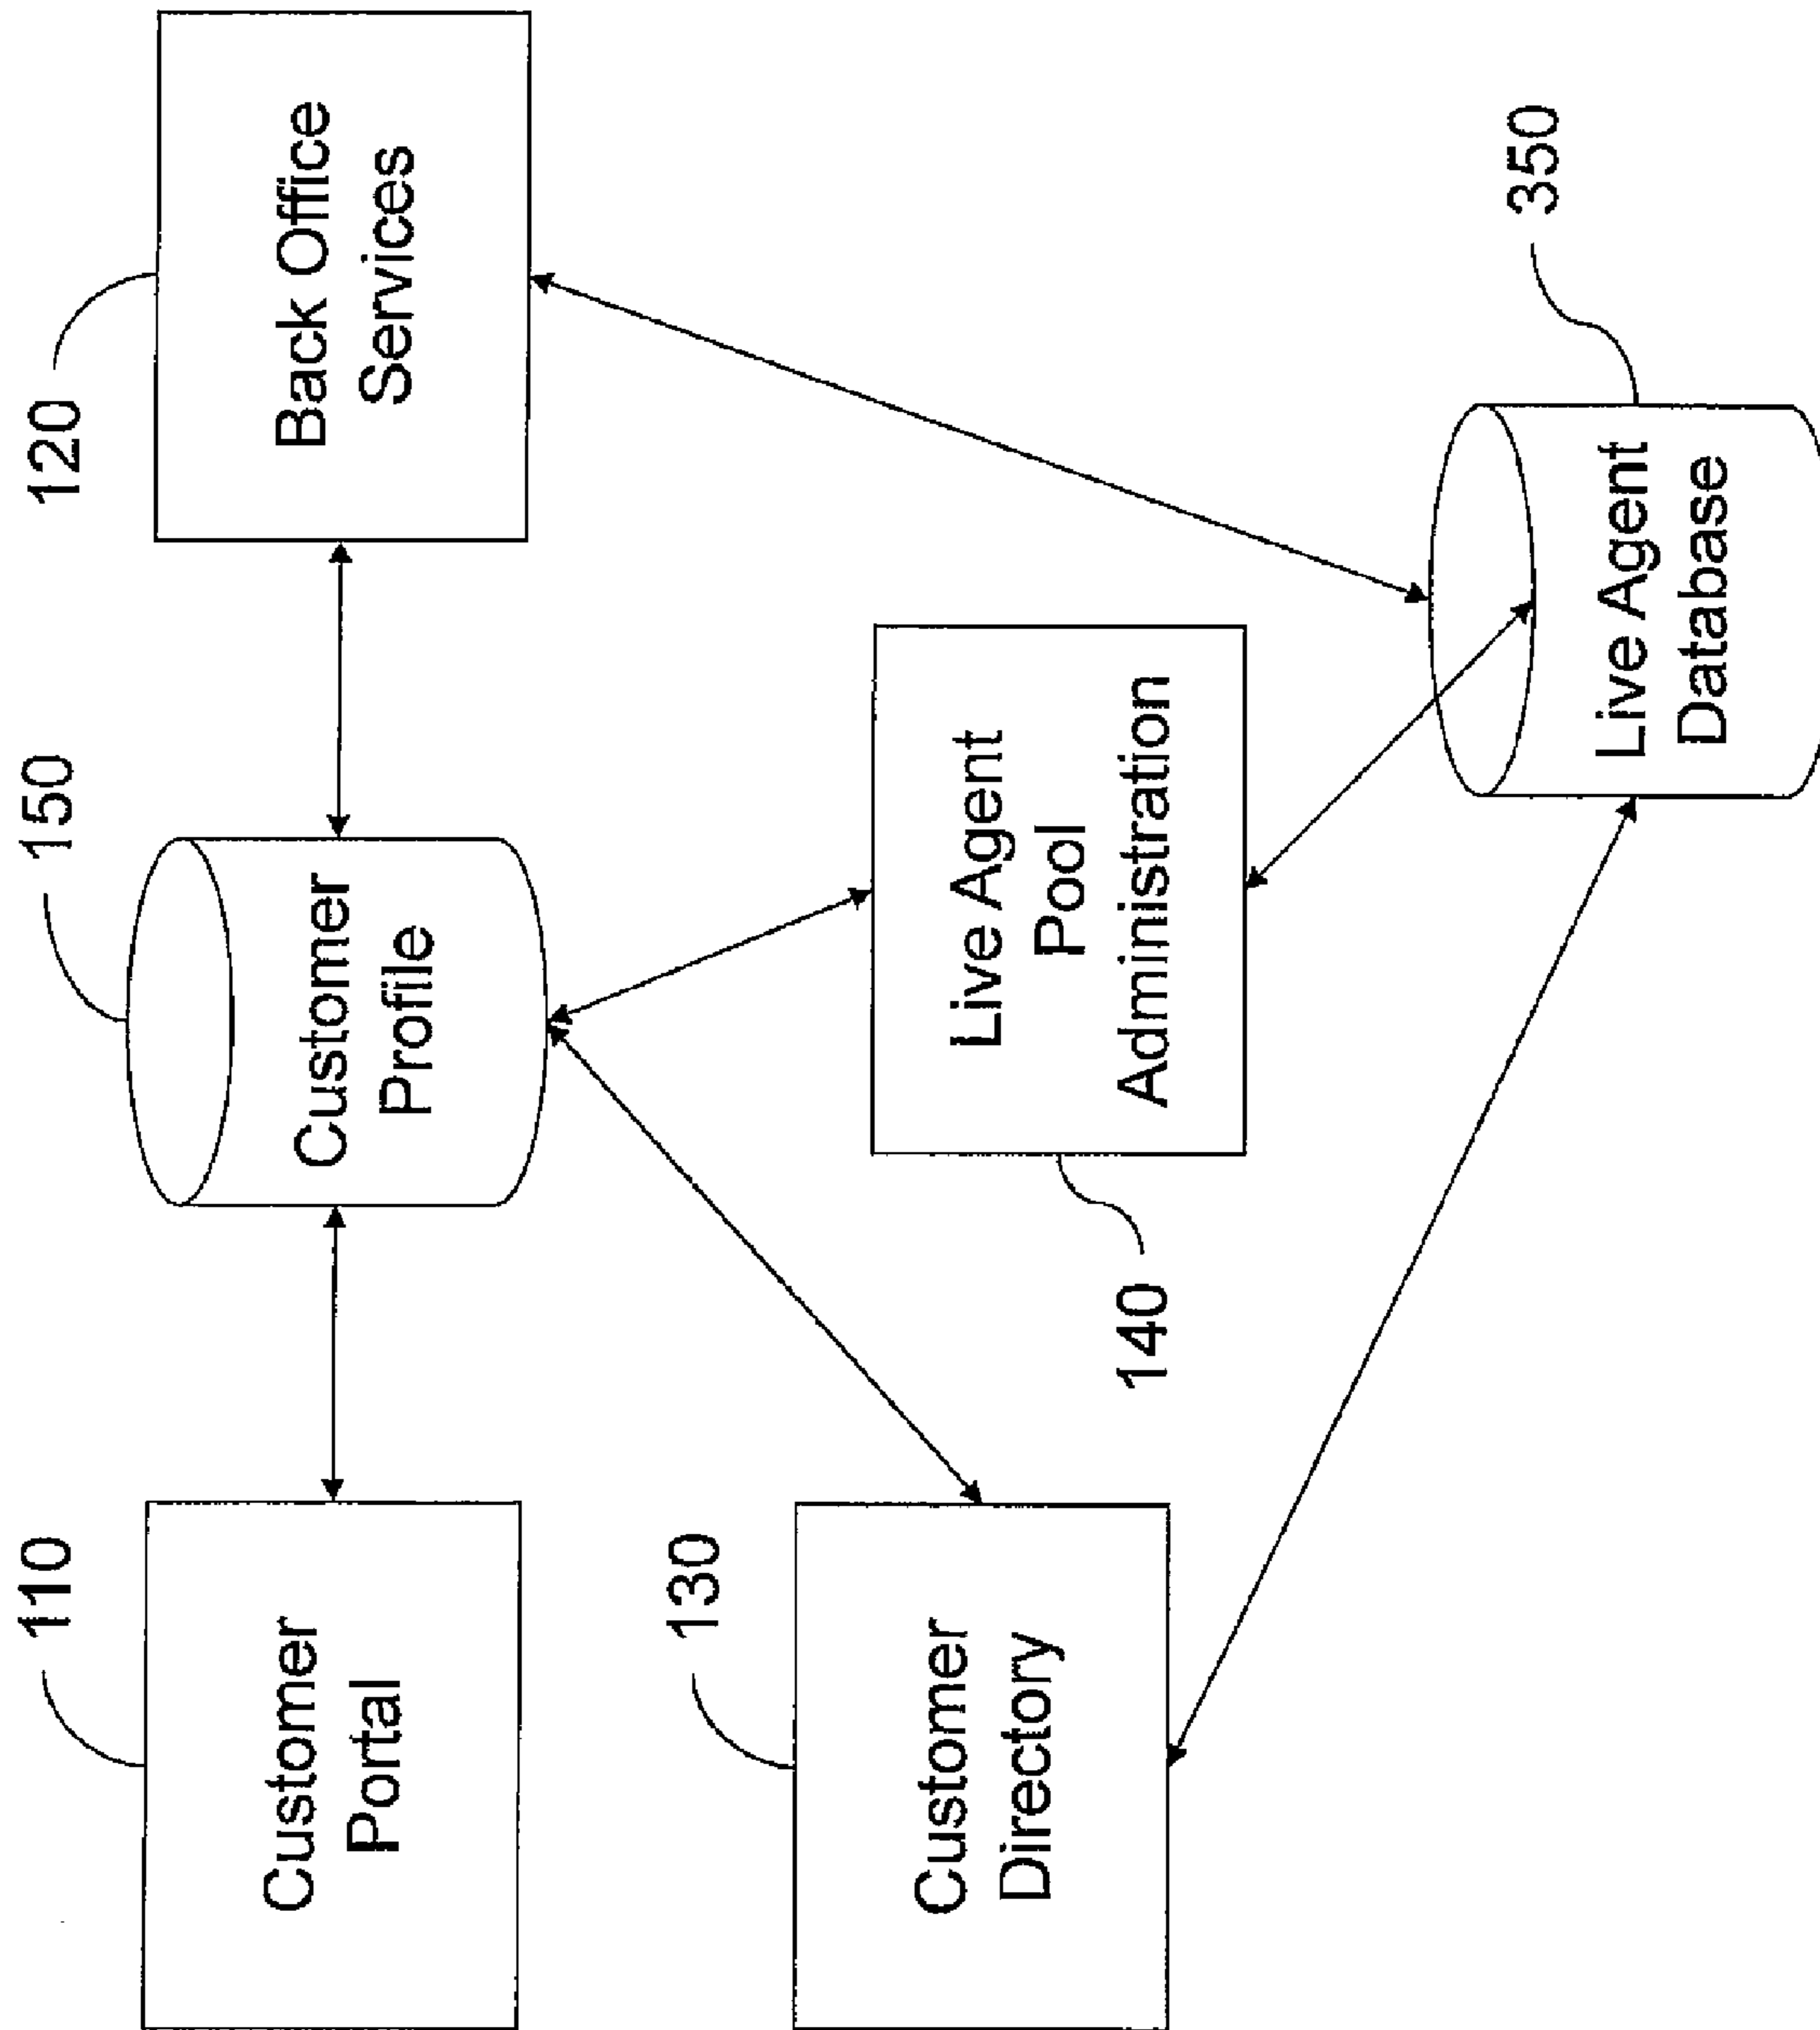 110
Customer
Portal
150
Customer
Profile
120
Back Office
Services
130
Customer
Directory
140
Live Agent
Pool
Administration
350
Live Agent
Database